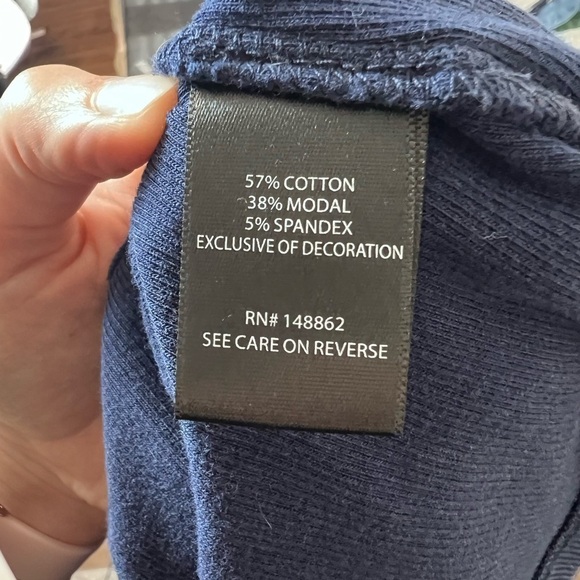 57% COTTON
38% MODAL
5% SPANDEX
EXCLUSIVE OF DECORATION
RN# 148862
SEE CARE ON REVERSE